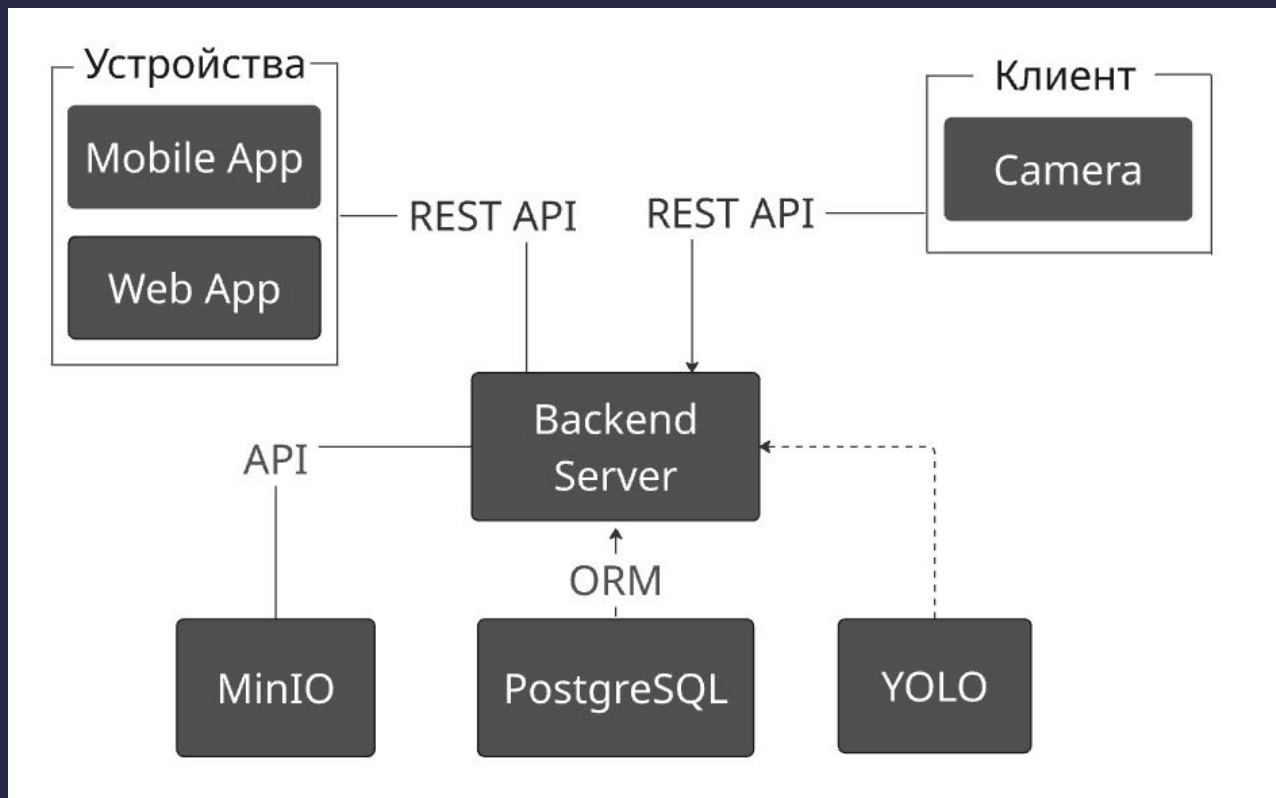 Устройства
Mobile App
Web App
REST API
REST API
Клиент
Camera
Backend
Server
API
ORM
MinIO
PostgreSQL
YOLO